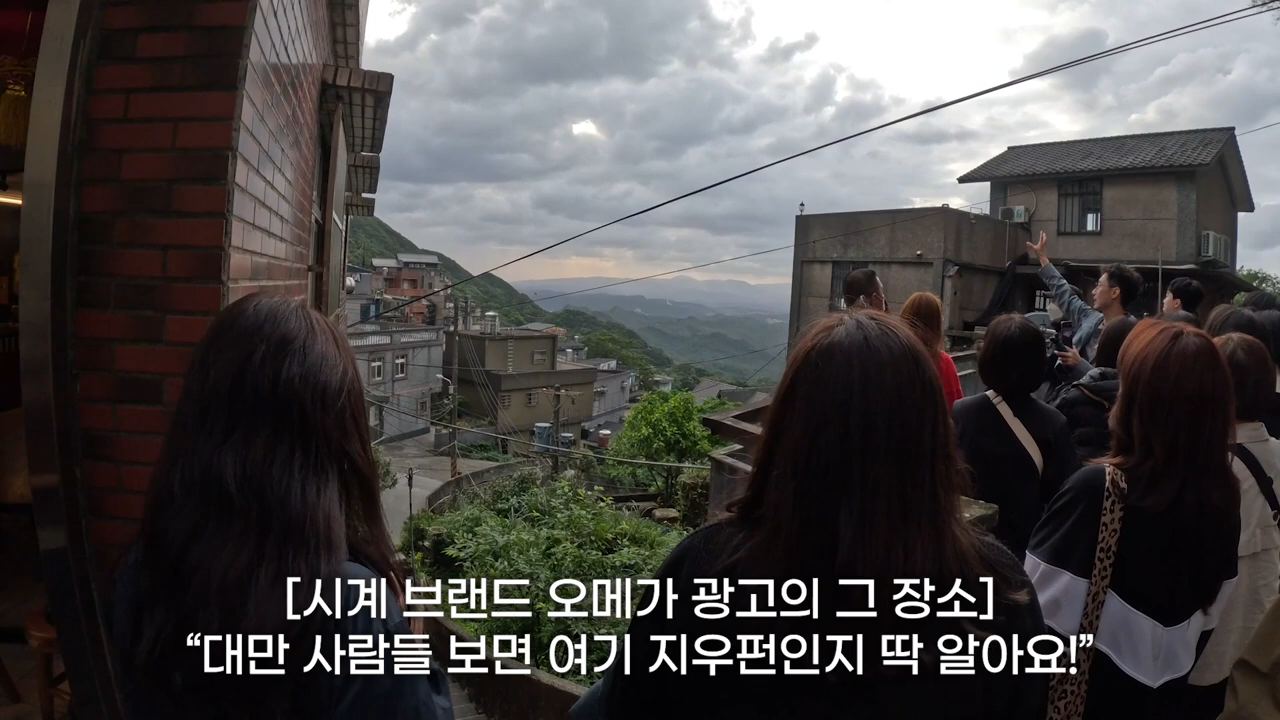 [시계 브랜드 오메가 광고의 그 장소]
“대만 사람들 보면 여기 지우펀인지 딱 알아요!”